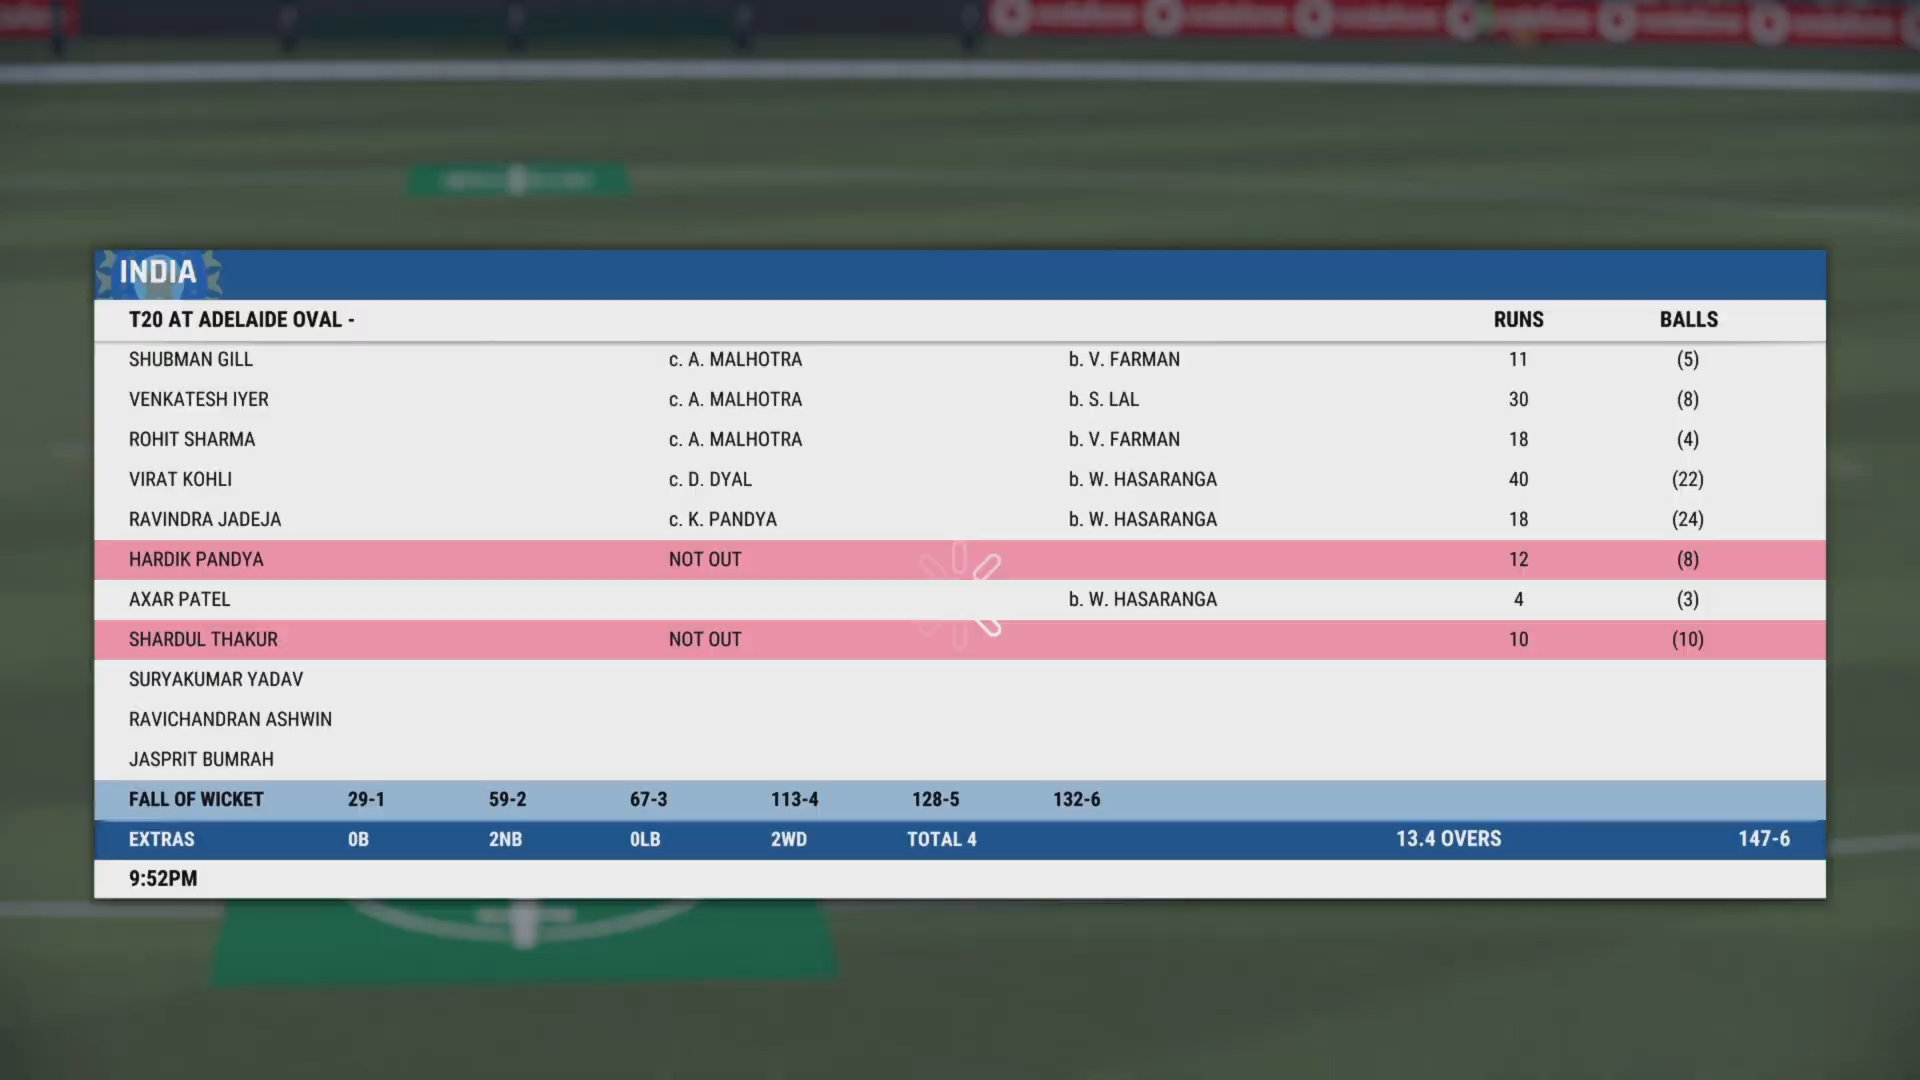 INDIA
T20 AT ADELAIDE OVAL - RUNS BALLS
SHUBMAN GILL c. A. MALHOTRA b. V. FARMAN 11 (5)
VENKATESH IYER c. A. MALHOTRA b. S. LAL 30 (8)
ROHIT SHARMA c. A. MALHOTRA b. V. FARMAN 18 (4)
VIRAT KOHLI c. D. DYAL b. W. HASARANGA 40 (22)
RAVINDRA JADEJA c. K. PANDYA b. W. HASARANGA 18 (24)
HARDIK PANDYA NOT OUT 12 (8)
AXAR PATEL b. W. HASARANGA 4 (3)
SHARDUL THAKUR NOT OUT 10 (10)
SURYAKUMAR YADAV
RAVICHANDRAN ASHWIN
JASPRIT BUMRAH
FALL OF WICKET 29-1 59-2 67-3 113-4 128-5 132-6
EXTRAS 0B 2NB 0LB 2WD TOTAL 4 13.4 OVERS 147-6
9:52PM